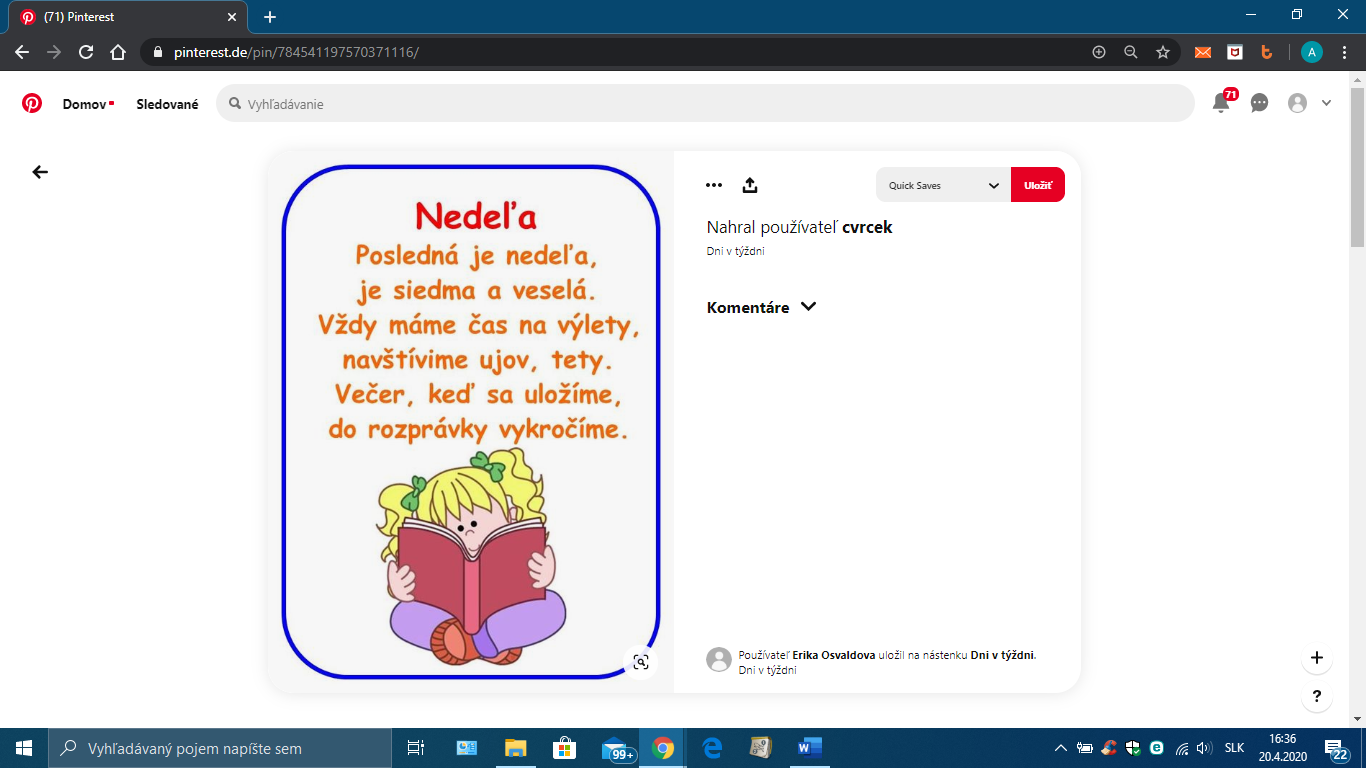 (71) Pinterest
pinterest.de/pin/784541197570371116/
A
Domov
Sledované
Vyhľadávanie
71
Nedeľa
Posledná je nedeľa,
je siedma a veselá.
Vždy máme čas na výlety,
navštívime ujov, tety.
Večer, keď sa uložíme,
do rozprávky vykročíme.
Quick Saves
Uložiť
Nahral používateľ cvrcek
Dni v týždni
Komentáre
Používateľ Erika Osvaldova uložil na nástenku Dni v týždni.
Dni v týždni
+
?
Vyhľadávaný pojem napíšte sem
99+
SLK
16:36
20.4.2020
22